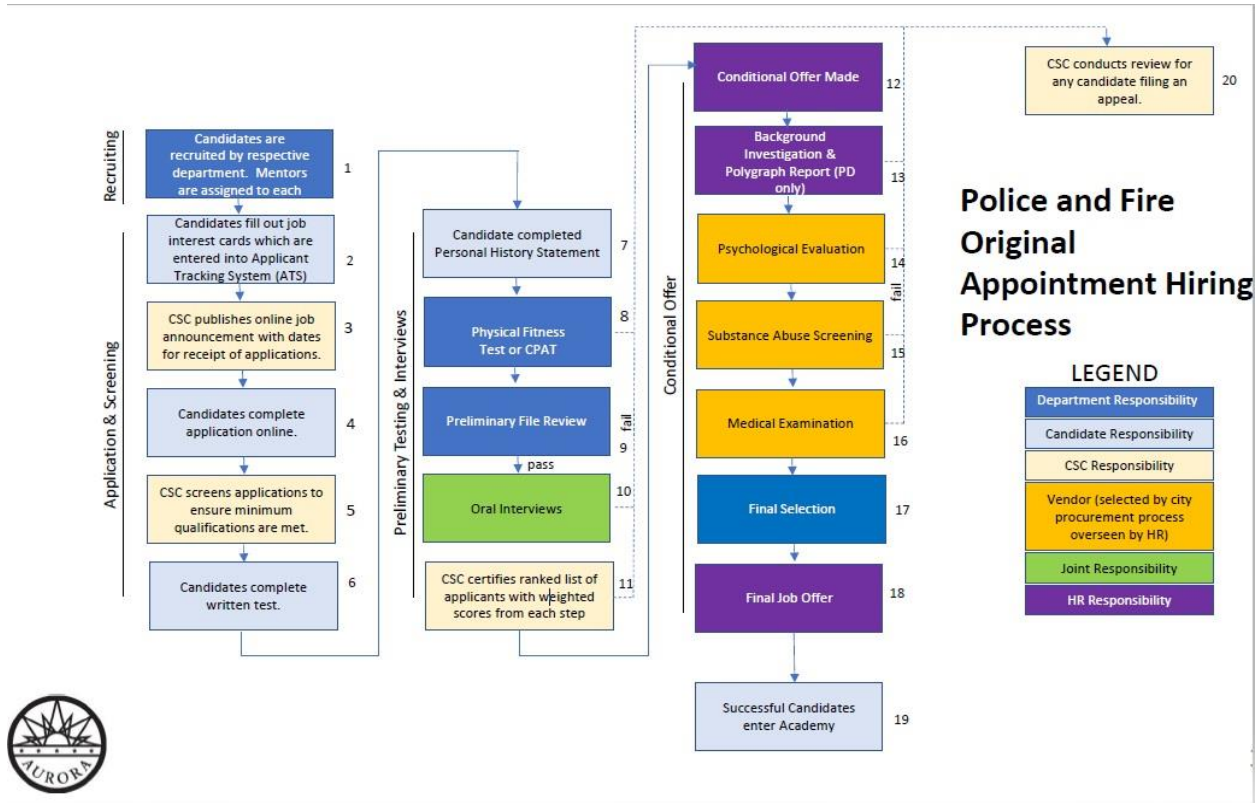 Recruiting
Candidates are
recruited by respective
department. Mentors
are assigned to each
1
Application & Screening
Candidates fill out job
interest cards which are
entered into Applicant
Tracking System (ATS)
2
CSC publishes online job
announcement with dates
for receipt of applications.
3
Candidates complete
application online.
4
CSC screens applications to
ensure minimum
qualifications are met.
5
Candidates complete
written test.
6
Preliminary Testing & Interviews
Candidate completed
Personal History Statement
7
Physical Fitness
Test or CPAT
8
Preliminary File Review
9
fail
pass
Oral Interviews
10
CSC certifies ranked list of
applicants with weighted
scores from each step
11
Conditional Offer
Conditional Offer Made
12
Background
Investigation &
Polygraph Report (PD
only)
13
Psychological Evaluation
14
fail
Substance Abuse Screening
15
Medical Examination
16
Final Selection
17
Final Job Offer
18
Successful Candidates
enter Academy
19
CSC conducts review for
any candidate filing an
appeal.
20
Police and Fire
Original
Appointment Hiring
Process
LEGEND
Department Responsibility
Candidate Responsibility
CSC Responsibility
Vendor (selected by city
procurement process
overseen by HR)
Joint Responsibility
HR Responsibility
AURORA